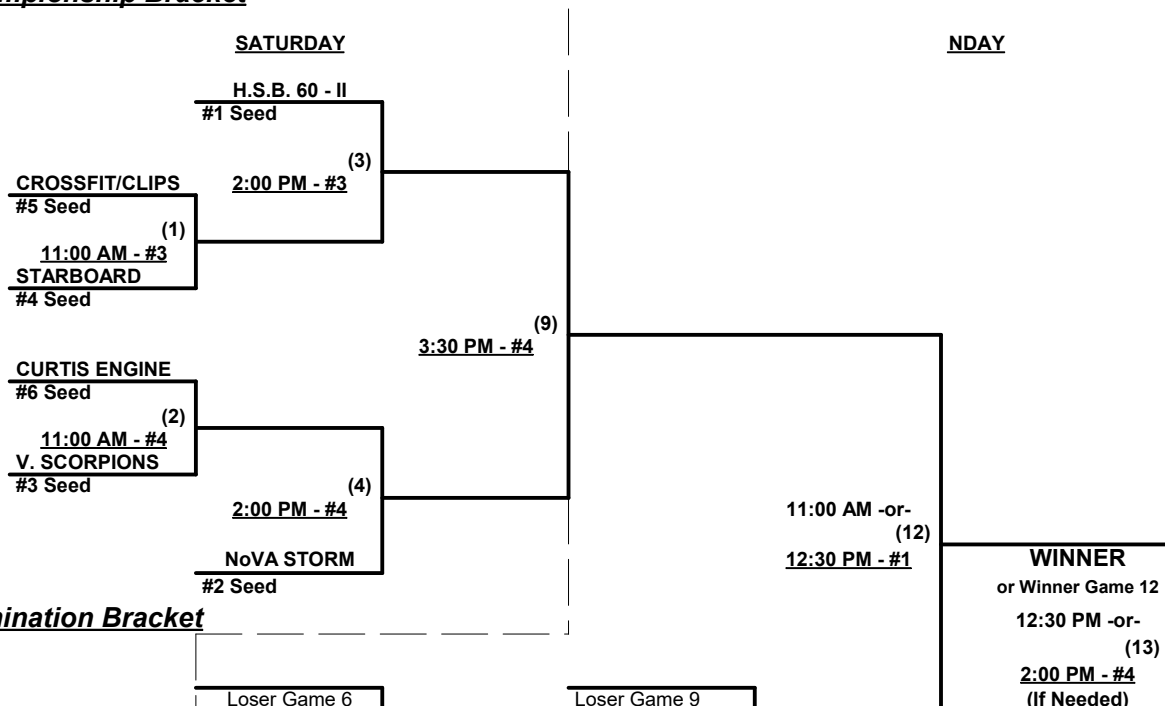 mpionship Bracket
SATURDAY
NDAY
H.S.B. 60 - II
#1 Seed
(3)
2:00 PM - #3
CROSSFIT/CLIPS
#5 Seed
(1)
11:00 AM - #3
STARBOARD
#4 Seed
(9)
3:30 PM - #4
CURTIS ENGINE
#6 Seed
(2)
11:00 AM - #4
V. SCORPIONS
#3 Seed
(4)
2:00 PM - #4
NoVA STORM
#2 Seed
11:00 AM -or-
(12)
12:30 PM - #1
WINNER
or Winner Game 12
12:30 PM -or-
(13)
2:00 PM - #4
(If Needed)
mination Bracket
Loser Game 6
Loser Game 9